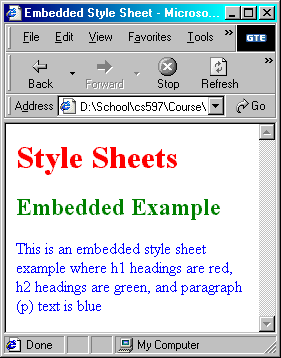 Embedded Style Sheet - Microso...
File Edit View Favorites Tools »
GTE
Back Forward Stop Refresh »
Address D:\School\cs597\Course\ Go
Style Sheets
Embedded Example
This is an embedded style sheet
example where h1 headings are red,
h2 headings are green, and paragraph
(p) text is blue
Done My Computer